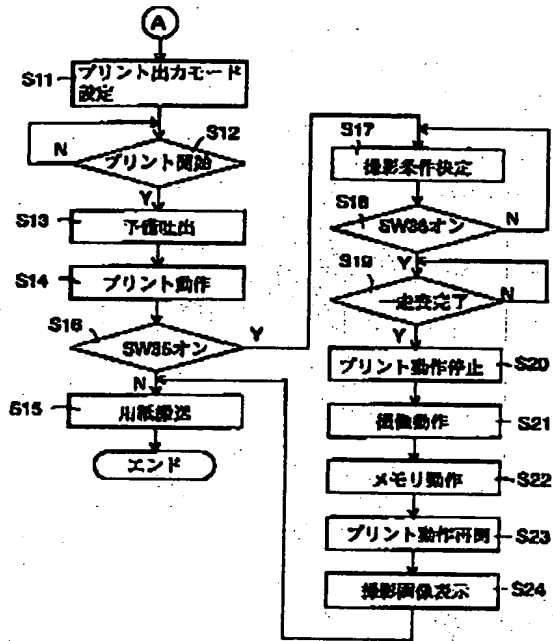 A
S11
プリント出力モード
設定
S12
プリント開始
N
Y
S13
予備吐出
S14
プリント動作
S16
SW35オン
Y
N
S15
用紙搬送
エンド
S17
撮影条件決定
S18
SW36オン
N
Y
S19
一走査完了
N
Y
プリント動作停止
S20
撮像動作
S21
メモリ動作
S22
プリント動作再開
S23
撮影画像表示
S24